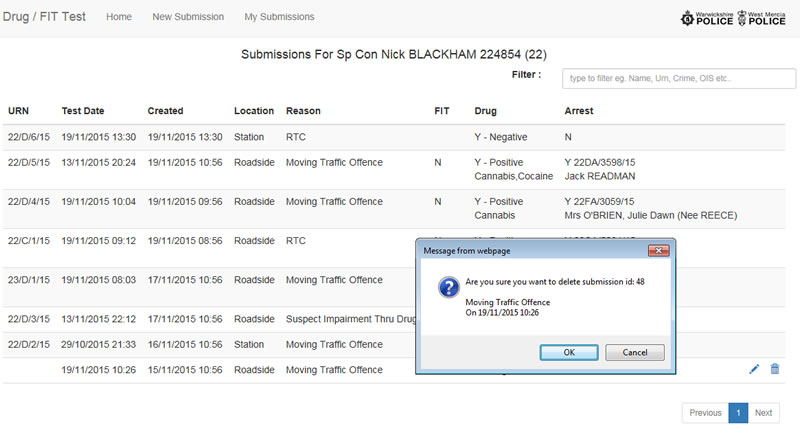 Drug / FIT Test Home New Submission My Submissions Warwickshire POLICE West Mercia POLICE
Submissions For Sp Con Nick BLACKHAM 224854 (22)
Filter : type to filter eg. Name, Urn, Crime, OIS etc..
URN Test Date Created Location Reason FIT Drug Arrest
22/D/6/15 19/11/2015 13:30 19/11/2015 13:30 Station RTC Y - Negative N
22/D/5/15 13/11/2015 20:24 19/11/2015 10:56 Roadside Moving Traffic Offence N Y - Positive Y 22DA/3598/15
Cannabis,Cocaine Jack READMAN
22/D/4/15 19/11/2015 10:04 19/11/2015 09:56 Roadside Moving Traffic Offence N Y - Positive Y 22FA/3059/15
Cannabis Mrs O'BRIEN, Julie Dawn (Nee REECE)
22/C/1/15 19/11/2015 09:12 19/11/2015 08:56 Roadside RTC
23/D/1/15 19/11/2015 08:03 17/11/2015 10:56 Roadside Moving Traffic Offence
22/D/3/15 13/11/2015 22:12 17/11/2015 10:56 Roadside Suspect Impairment Thru Drug
22/D/2/15 29/10/2015 21:33 16/11/2015 10:56 Station Moving Traffic Offence
19/11/2015 10:26 15/11/2015 10:56 Roadside Moving Traffic Offence
Message from webpage
Are you sure you want to delete submission id: 48
Moving Traffic Offence
On 19/11/2015 10:26
OK Cancel
Previous 1 Next